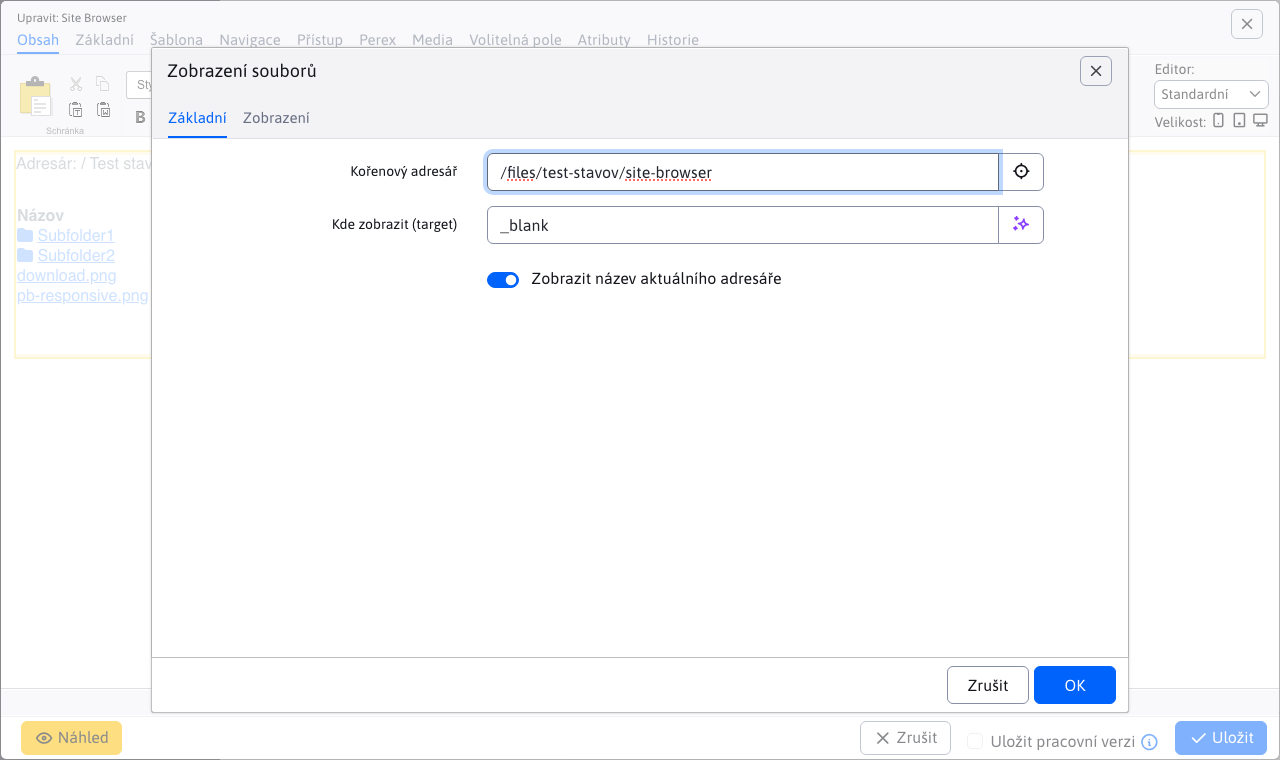 Upravit: Site Browser
Obsah Základní Šablona Navigace Přístup Perex Media Volitelná pole Atributy Historie
Zobrazení souborů
Editor:
Standardní
Velikost:
B
Schránka
Základní Zobrazení
Adresár: / Test
Kořenový adresář /files/test-stavov/site-browser
Kde zobrazit (target) _blank
Názov
Subfolder1
Subfolder2
download.png
pb-responsive.png
Zobrazit název aktuálního adresáře
Zrušit OK
Náhled Zrušit Uložit pracovní verzi Uložit